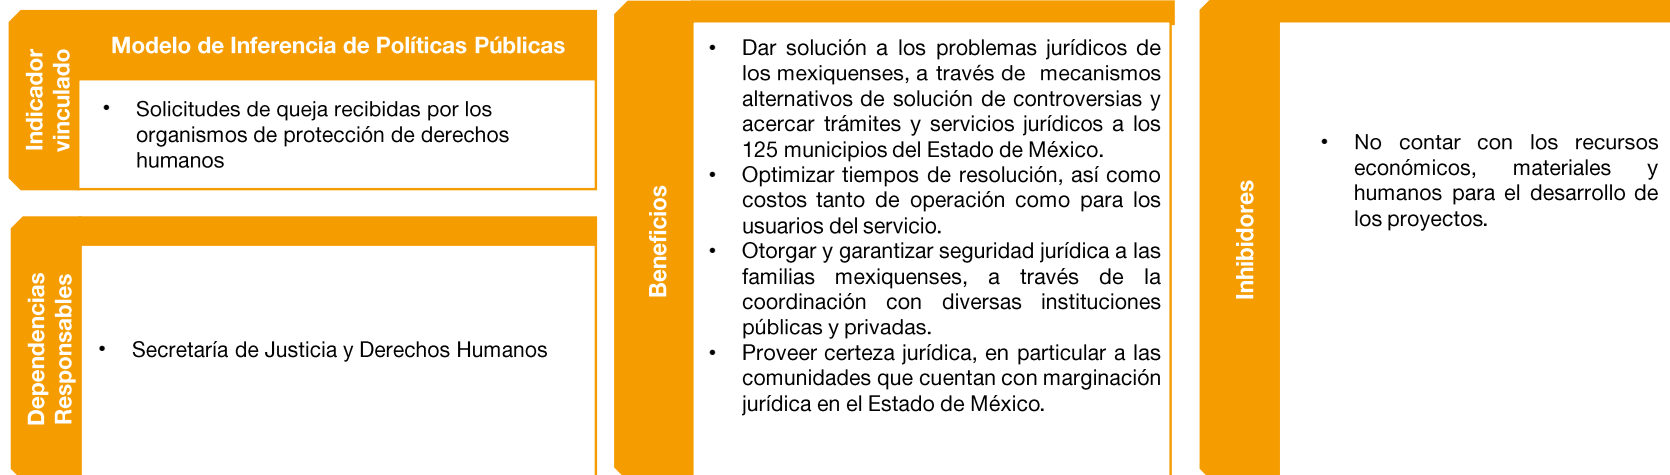 Indicador
vinculado
Modelo de Inferencia de Políticas Públicas
• Solicitudes de queja recibidas por los
organismos de protección de derechos
humanos
Dependencias
Responsables
• Secretaría de Justicia y Derechos Humanos
Beneficios
• Dar solución a los problemas jurídicos de
los mexiquenses, a través de mecanismos
alternativos de solución de controversias y
acercar trámites y servicios jurídicos a los
125 municipios del Estado de México.
• Optimizar tiempos de resolución, así como
costos tanto de operación como para los
usuarios del servicio.
• Otorgar y garantizar seguridad jurídica a las
familias mexiquenses, a través de la
coordinación con diversas instituciones
públicas y privadas.
• Proveer certeza jurídica, en particular a las
comunidades que cuentan con marginación
jurídica en el Estado de México.
Inhibidores
• No contar con los recursos
económicos, materiales y
humanos para el desarrollo de
los proyectos.